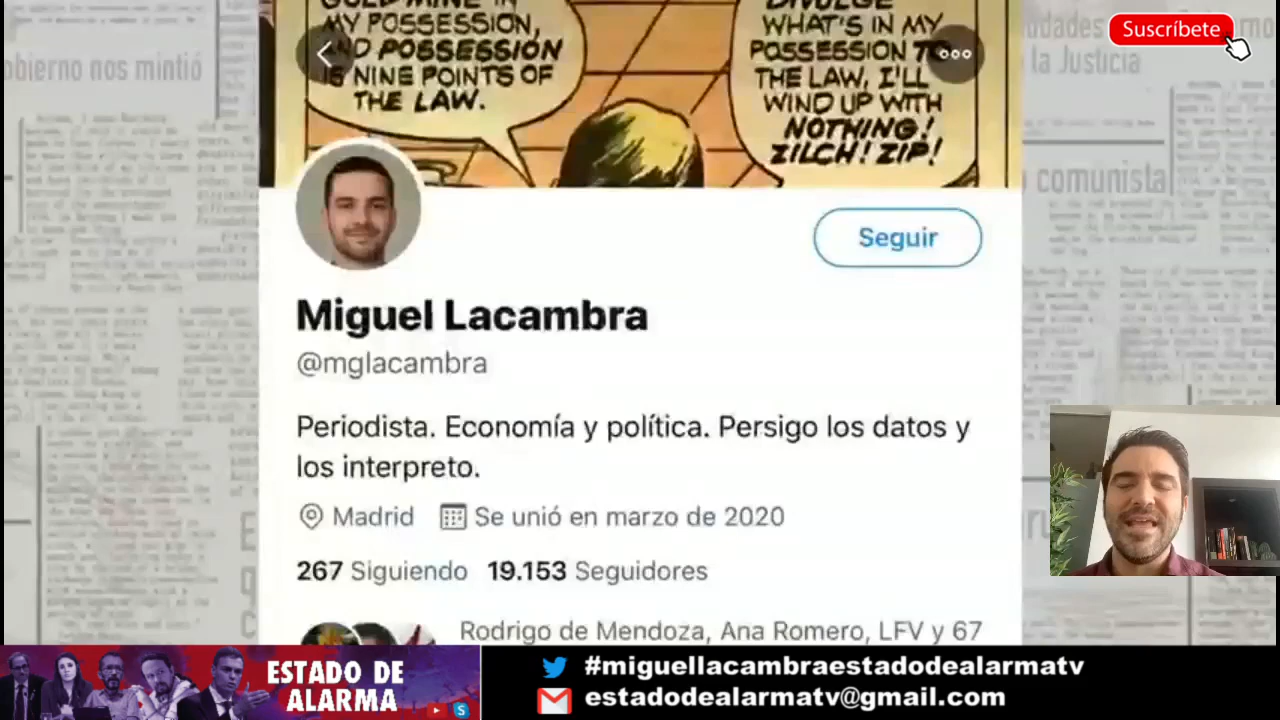 GOLD MINE IN
MY POSSESSION,
AND POSSESSION
IS NINE POINTS OF
THE LAW.
DIVULGE
WHAT'S IN MY
POSSESSION TO
THE LAW, I'LL
WIND UP WITH
NOTHING!
ZILCH! ZIP!
Suscríbete
obierno nos mintió
la Justicia
comunista
Seguir
Miguel Lacambra
@mglacambra
Periodista. Economía y política. Persigo los datos y
los interpreto.
Madrid Se unió en marzo de 2020
267 Siguiendo 19.153 Seguidores
Rodrigo de Mendoza, Ana Romero, LFV y 67
ESTADO DE
ALARMA
#miguellacambraestadodealarmatv
estadodealarmatv@gmail.com